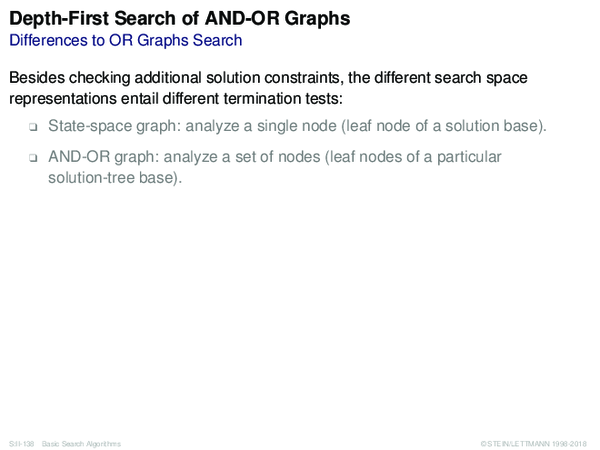 Depth-First Search of AND-OR Graphs
Differences to OR Graphs Search
Besides checking additional solution constraints, the different search space
representations entail different termination tests:
❑ State-space graph: analyze a single node (leaf node of a solution base).
❑ AND-OR graph: analyze a set of nodes (leaf nodes of a particular
solution-tree base).
S:II-138 Basic Search Algorithms
© STEIN/LETTMANN 1998-2018